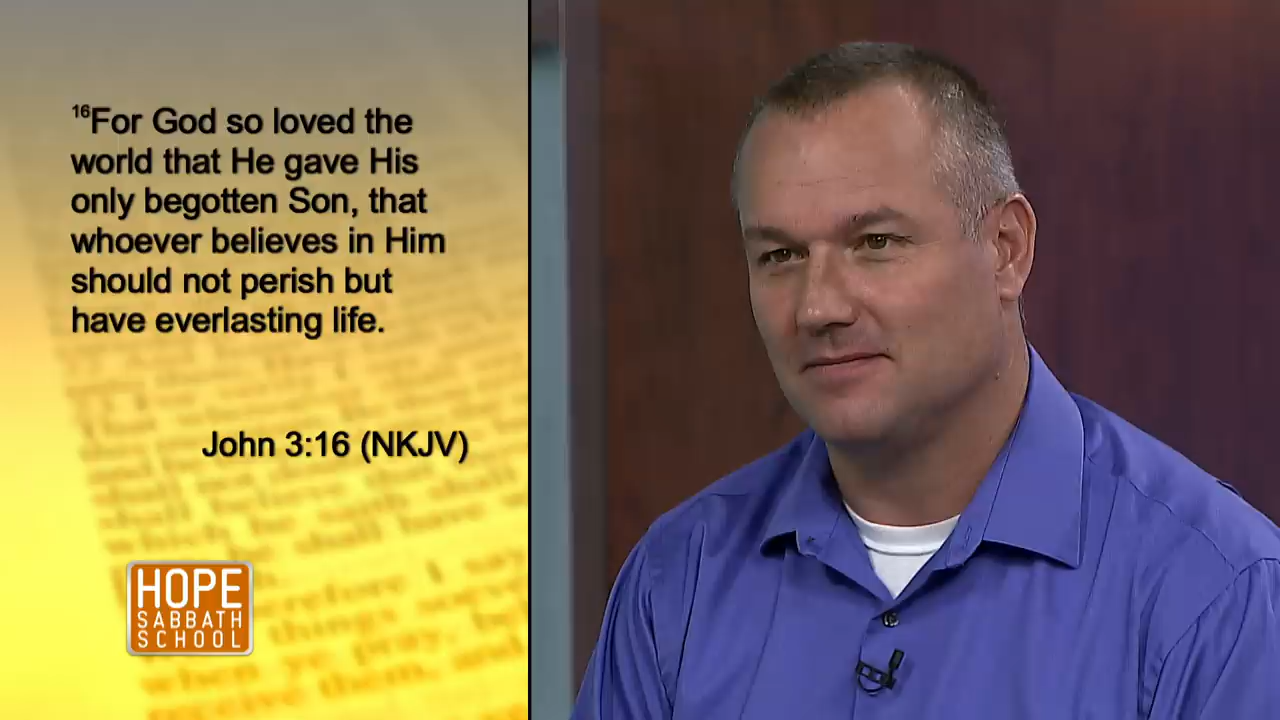 ¹⁶For God so loved the
world that He gave His
only begotten Son, that
whoever believes in Him
should not perish but
have everlasting life.
John 3:16 (NKJV)
HOPE
SABBATH
SCHOOL